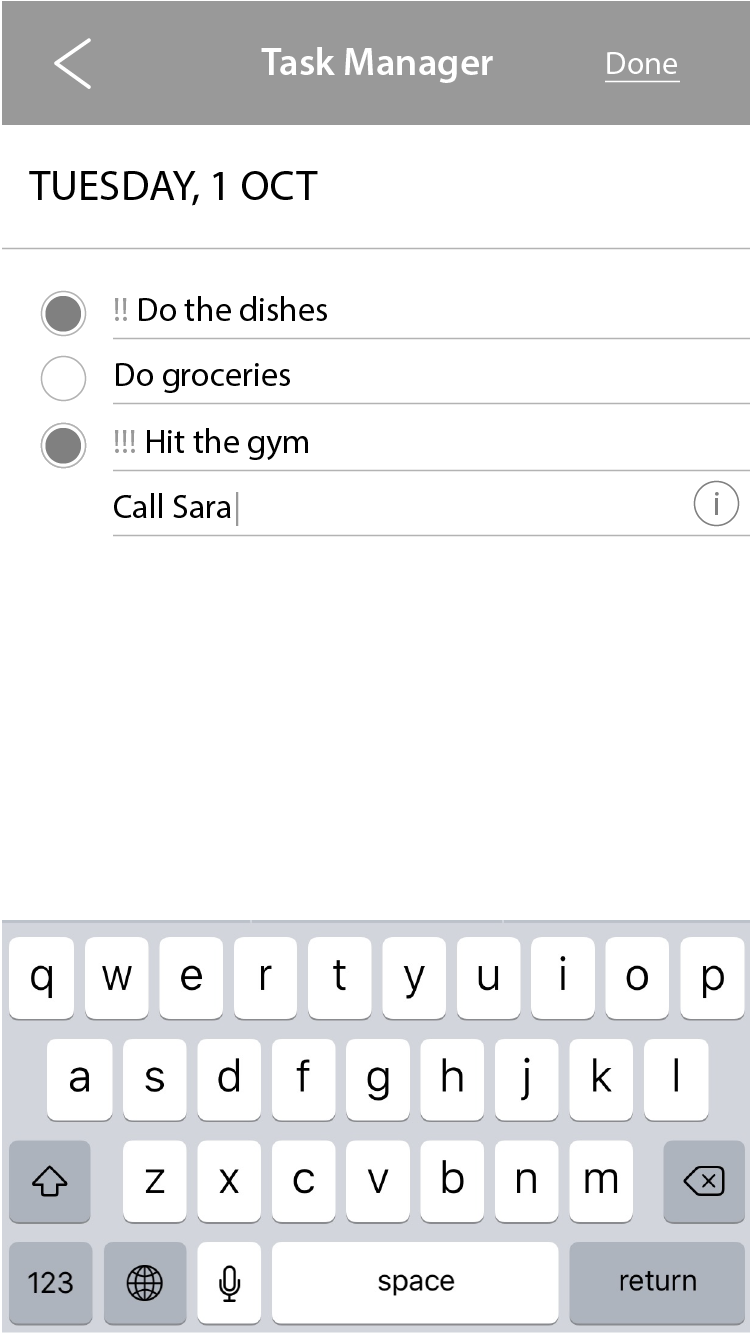 Task Manager Done
TUESDAY, 1 OCT
!! Do the dishes
Do groceries
!!! Hit the gym
Call Sara i
q w e r t y u i o p
a s d f g h j k l
z x c v b n m
123 space return